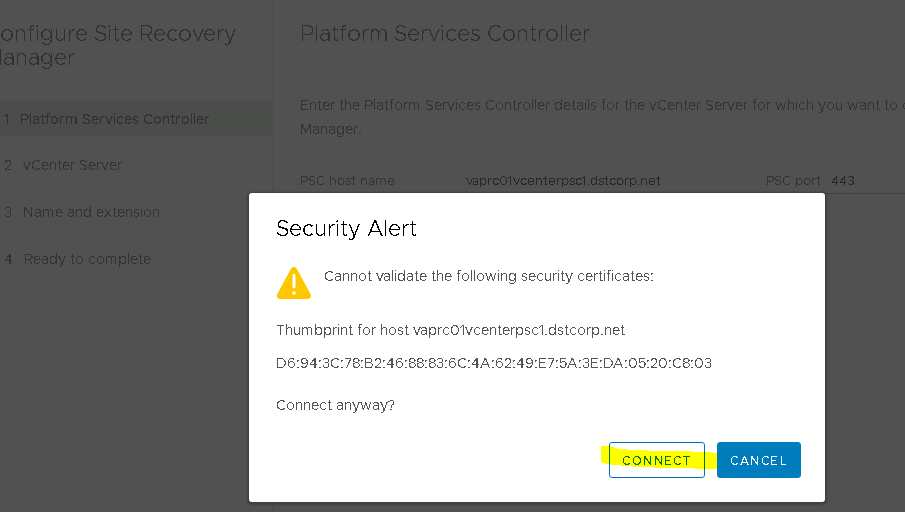 onfigure Site Recovery
anager
Platform Services Controller
Enter the Platform Services Controller details for the vCenter Server for which you want to
Manager.
1 Platform Services Controller
2 vCenter Server
3 Name and extension
4 Ready to complete
PSC host name vaprc01vcenterpsc1.dstcorp.net PSC port 443
Security Alert
Cannot validate the following security certificates:
Thumbprint for host vaprc01vcenterpsc1.dstcorp.net
D6:94:3C:78:B2:46:88:83:6C:4A:62:49:E7:5A:3E:DA:05:20:C8:03
Connect anyway?
CONNECT
CANCEL